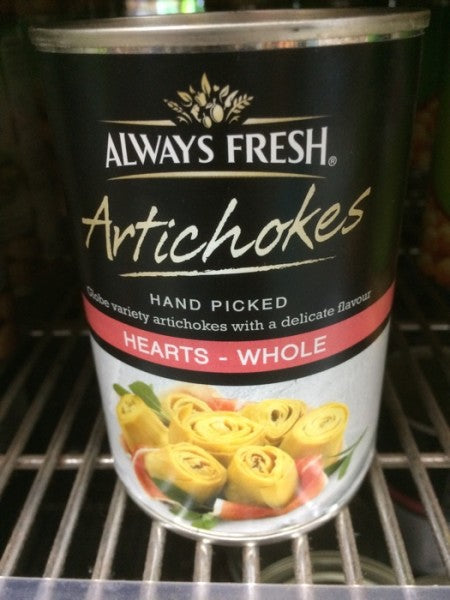 ALWAYS FRESH®
Artichokes
HAND PICKED
Globe variety artichokes with a delicate flavour
HEARTS - WHOLE